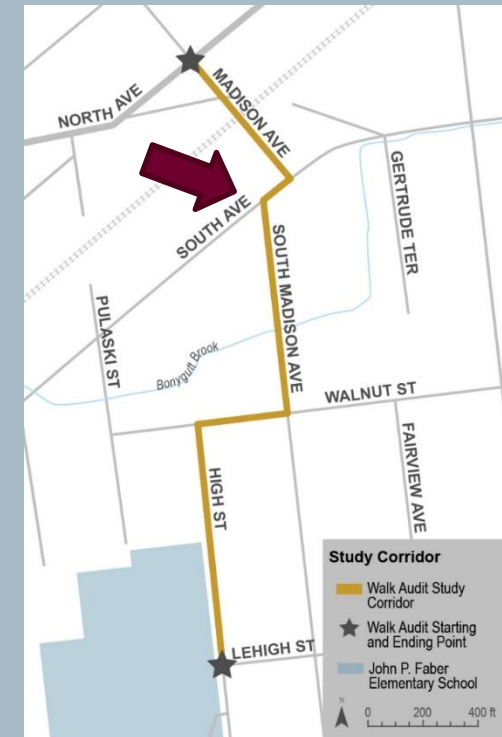 NORTH AVE
MADISON AVE
SOUTH AVE
GERTRUDE TER
SOUTH MADISON AVE
PULASKI ST
Bonygutt Brook
WALNUT ST
FAIRVIEW AVE
HIGH ST
LEHIGH ST
Study Corridor
Walk Audit Study
Corridor
Walk Audit Starting
and Ending Point
John P. Faber
Elementary School
N
0 200 400 ft